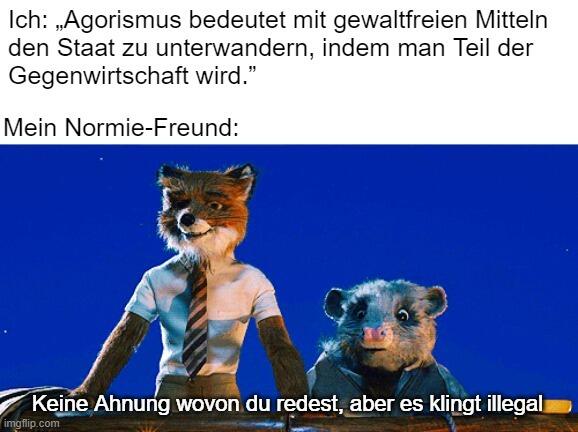 Ich: „Agorismus bedeutet mit gewaltfreien Mitteln
den Staat zu unterwandern, indem man Teil der
Gegenwirtschaft wird.”
Mein Normie-Freund:
Keine Ahnung wovon du redest, aber es klingt illegal
imgflip.com